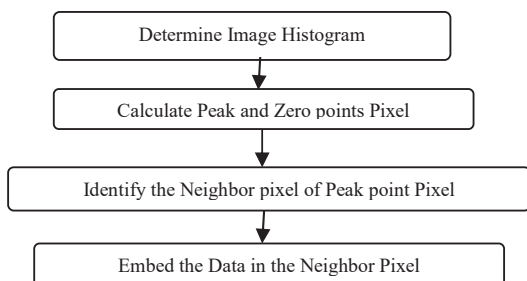 Determine Image Histogram
Calculate Peak and Zero points Pixel
Identify the Neighbor pixel of Peak point Pixel
Embed the Data in the Neighbor Pixel